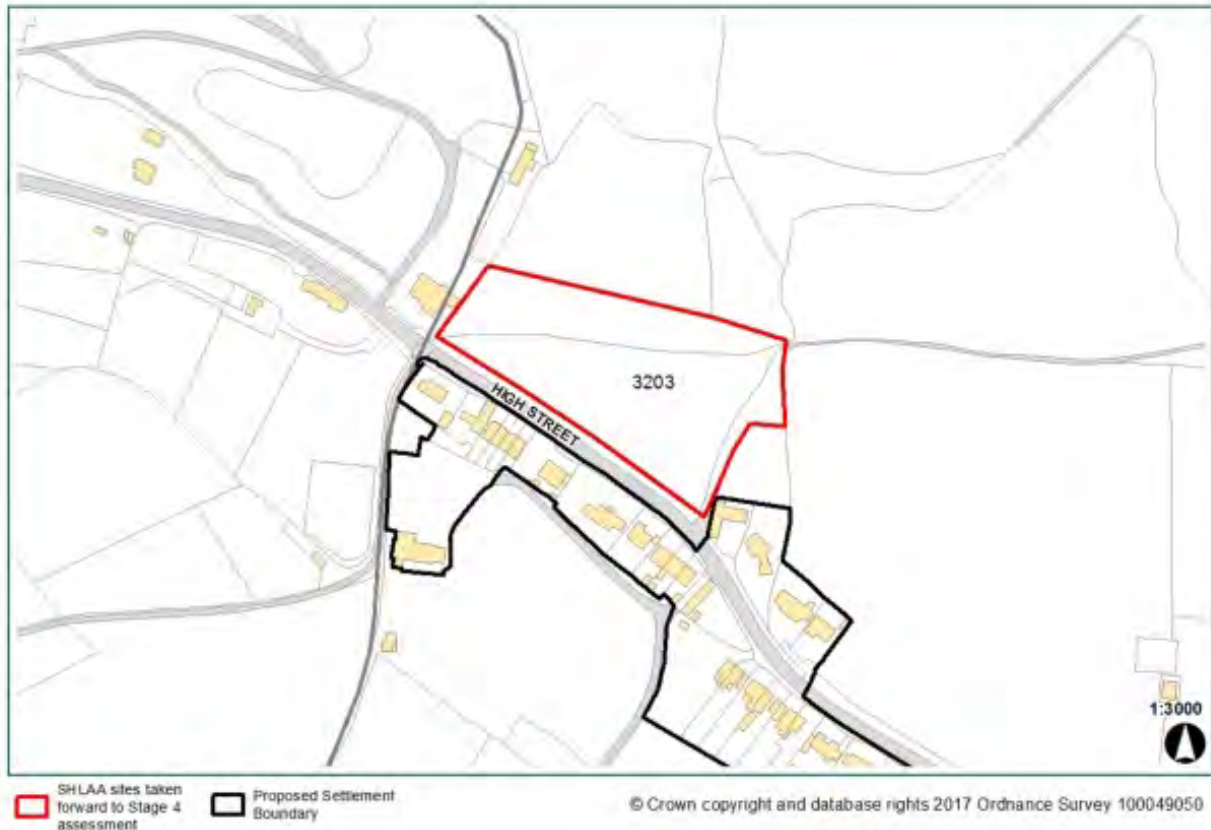 3203
HIGH STREET
1:3000
SHLAA sites taken
forward to Stage 4
assessment
Proposed Settlement
Boundary
© Crown copyright and database rights 2017 Ordnance Survey 100049050